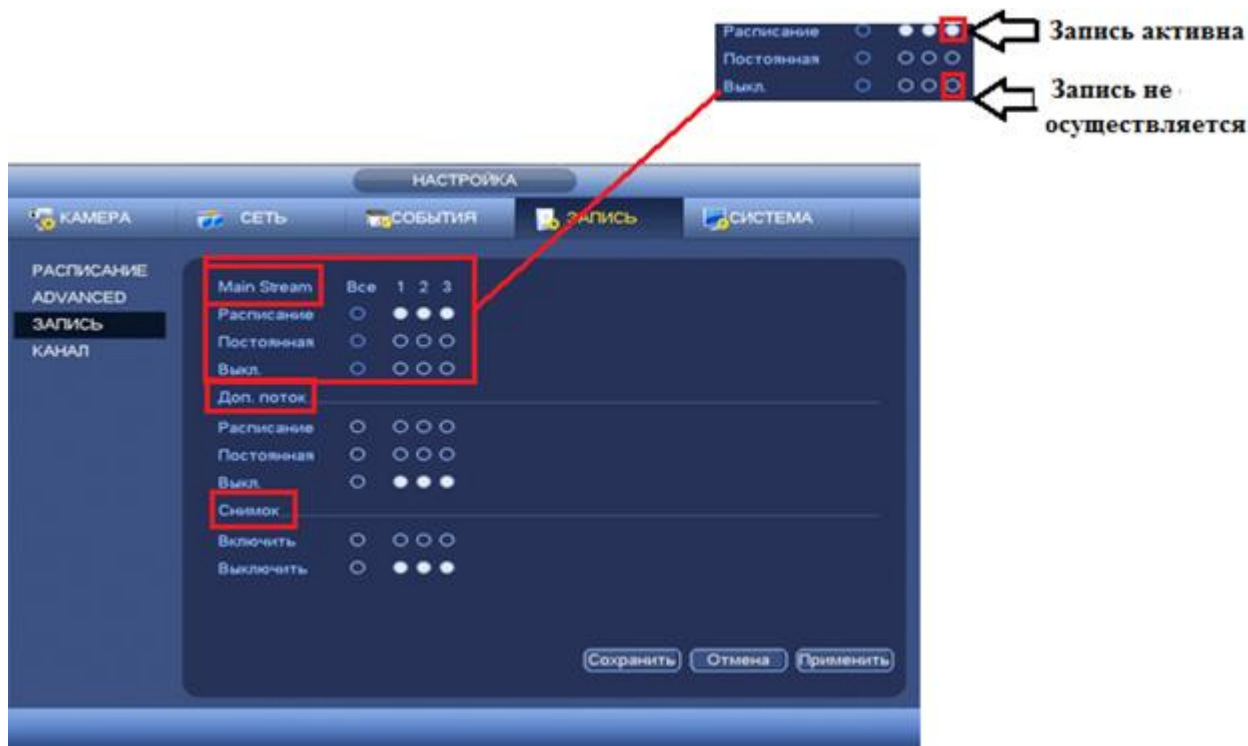 Расписание
Постоянная
Выкл.
Запись активна
Запись не
осуществляется
НАСТРОЙКА
КАМЕРА СЕТЬ СОБЫТИЯ ЗАПИСЬ СИСТЕМА
РАСПИСАНИЕ
ADVANCED
ЗАПИСЬ
КАНАЛ
Main Stream Все 1 2 3
Расписание
Постоянная
Выкл.
Доп. поток
Расписание
Постоянная
Выкл.
Снимок
Включить
Выключить
Сохранить Отмена Применить